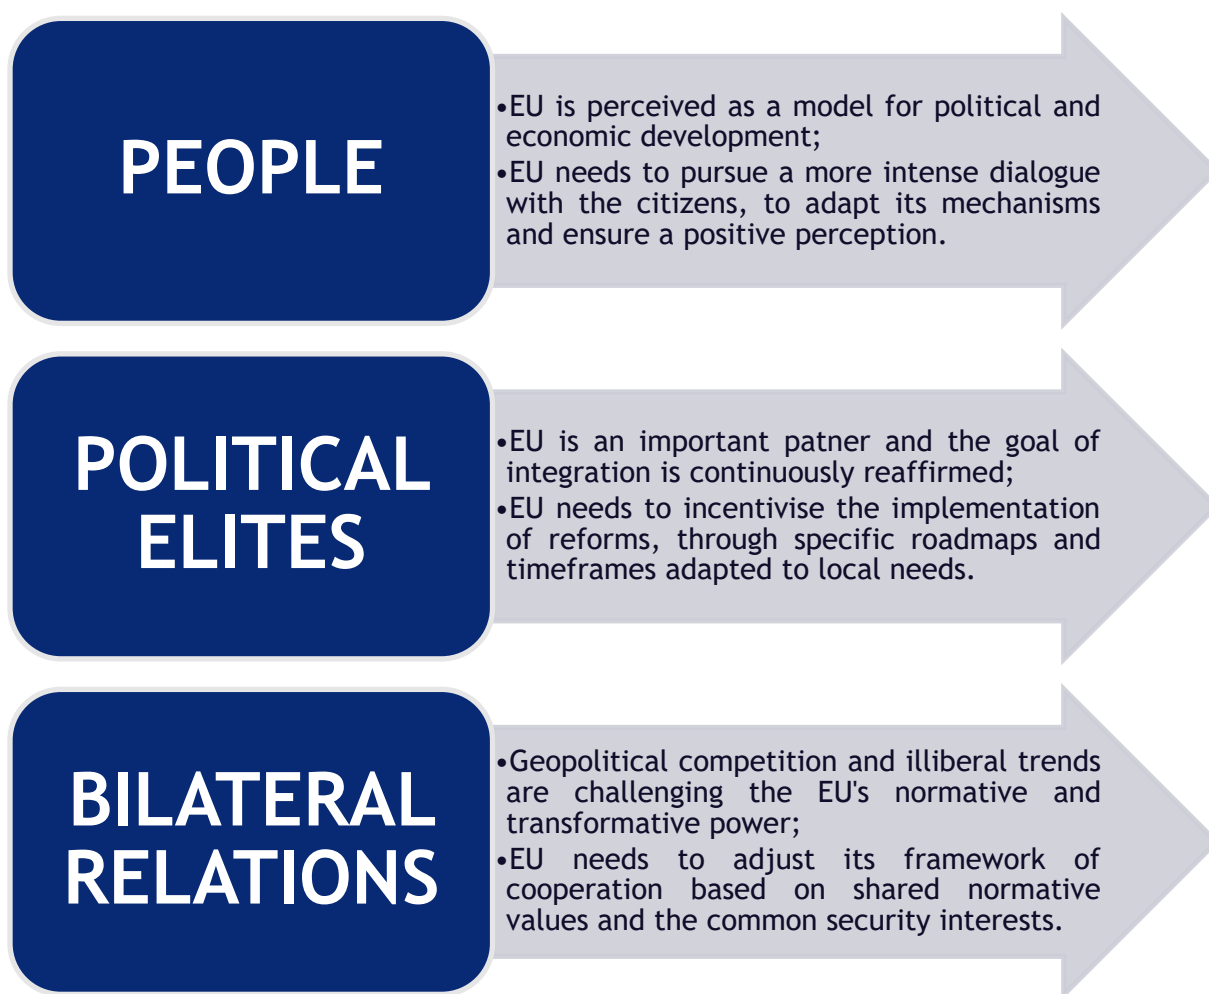 PEOPLE
•EU is perceived as a model for political and
economic development;
•EU needs to pursue a more intense dialogue
with the citizens, to adapt its mechanisms
and ensure a positive perception.
POLITICAL
ELITES
•EU is an important patner and the goal of
integration is continuously reaffirmed;
•EU needs to incentivise the implementation
of reforms, through specific roadmaps and
timeframes adapted to local needs.
BILATERAL
RELATIONS
•Geopolitical competition and illiberal trends
are challenging the EU's normative and
transformative power;
•EU needs to adjust its framework of
cooperation based on shared normative
values and the common security interests.